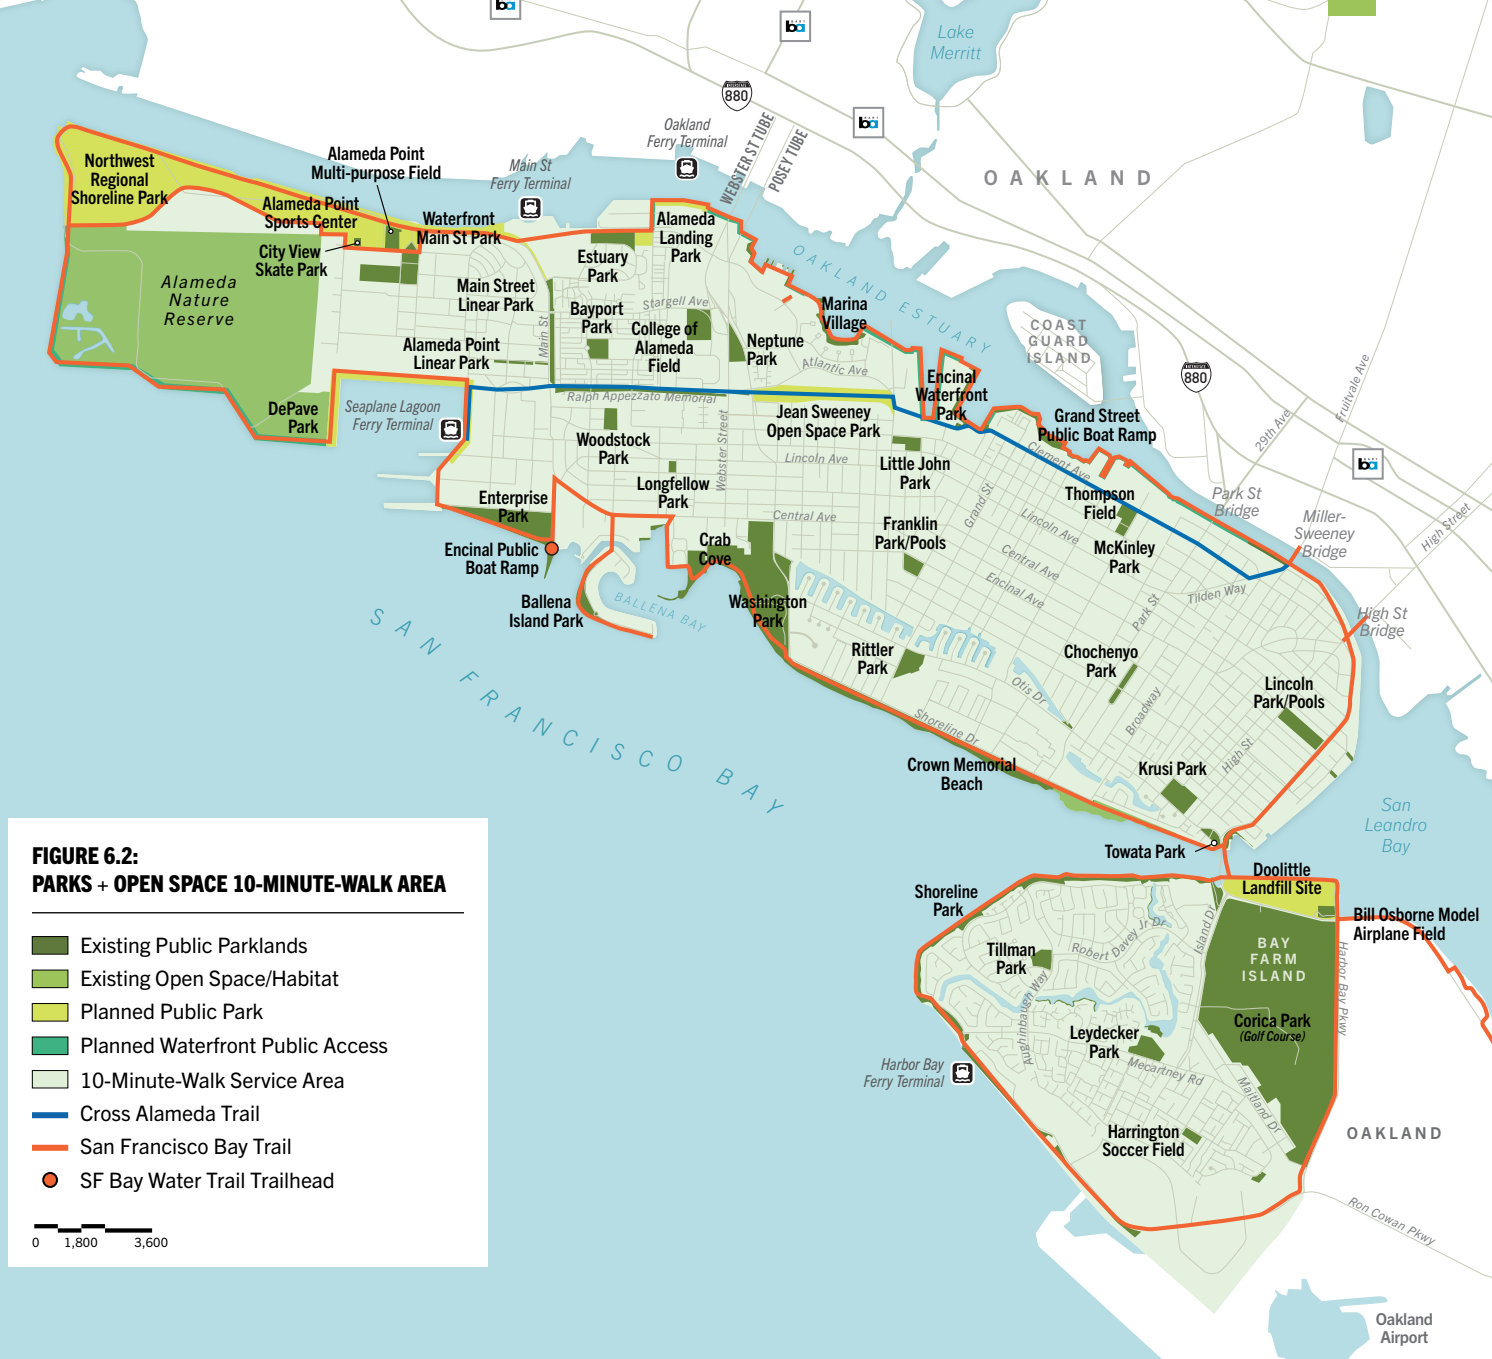 Lake
Merritt
880
OAKLAND
Oakland
Ferry Terminal
WEBSTER ST TUBE
POSEY TUBE
Main St
Ferry Terminal
Alameda Point
Multi-purpose Field
Northwest
Regional
Shoreline Park
Alameda Point
Sports Center
Waterfront
Main St Park
City View
Skate Park
Alameda
Landing
Park
Estuary
Park
Alameda
Nature
Reserve
Main Street
Linear Park
OAKLAND ESTUARY
Marina
Village
COAST
GUARD
ISLAND
Stargell Ave
Bayport
Park
College of
Alameda
Field
Neptune
Park
Main St
Alameda Point
Linear Park
Atlantic Ave
880
Fruitvale Ave
29th Ave
Encinal
Waterfront
Park
Ralph Appezzato Memorial
DePave
Park
Seaplane Lagoon
Ferry Terminal
Jean Sweeney
Open Space Park
Grand Street
Public Boat Ramp
Woodstock
Park
Webster Street
Lincoln Ave
Clement Ave
Little John
Park
Longfellow
Park
Enterprise
Park
Grand St
Thompson
Field
Park St
Bridge
Miller-
Sweeney
Bridge
High Street
Central Ave
Lincoln Ave
Franklin
Park/Pools
McKinley
Park
Central Ave
Encinal Ave
Crab
Cove
Encinal Public
Boat Ramp
Ballena
Island Park
BALLENA BAY
Washington
Park
Tilden Way
Park St
High St
Bridge
SAN FRANCISCO BAY
Rittler
Park
Chochenyo
Park
Otis Dr
Broadway
Lincoln
Park/Pools
Shoreline Dr
High St
Crown Memorial
Beach
Krusi Park
San
Leandro
Bay
Towata Park
Doolittle
Landfill Site
Shoreline
Park
Bill Osborne Model
Airplane Field
Island Dr
Robert Davey Jr Dr
Tillman
Park
BAY
FARM
ISLAND
Harbor Bay Pkwy
Aughinbaugh Way
Corica Park
(Golf Course)
Leydecker
Park
Mecartney Rd
Maitland Dr
Harbor Bay
Ferry Terminal
Harrington
Soccer Field
OAKLAND
Ron Cowan Pkwy
Oakland
Airport
FIGURE 6.2:
PARKS + OPEN SPACE 10-MINUTE-WALK AREA
Existing Public Parklands
Existing Open Space/Habitat
Planned Public Park
Planned Waterfront Public Access
10-Minute-Walk Service Area
Cross Alameda Trail
San Francisco Bay Trail
SF Bay Water Trail Trailhead
0 1,800 3,600